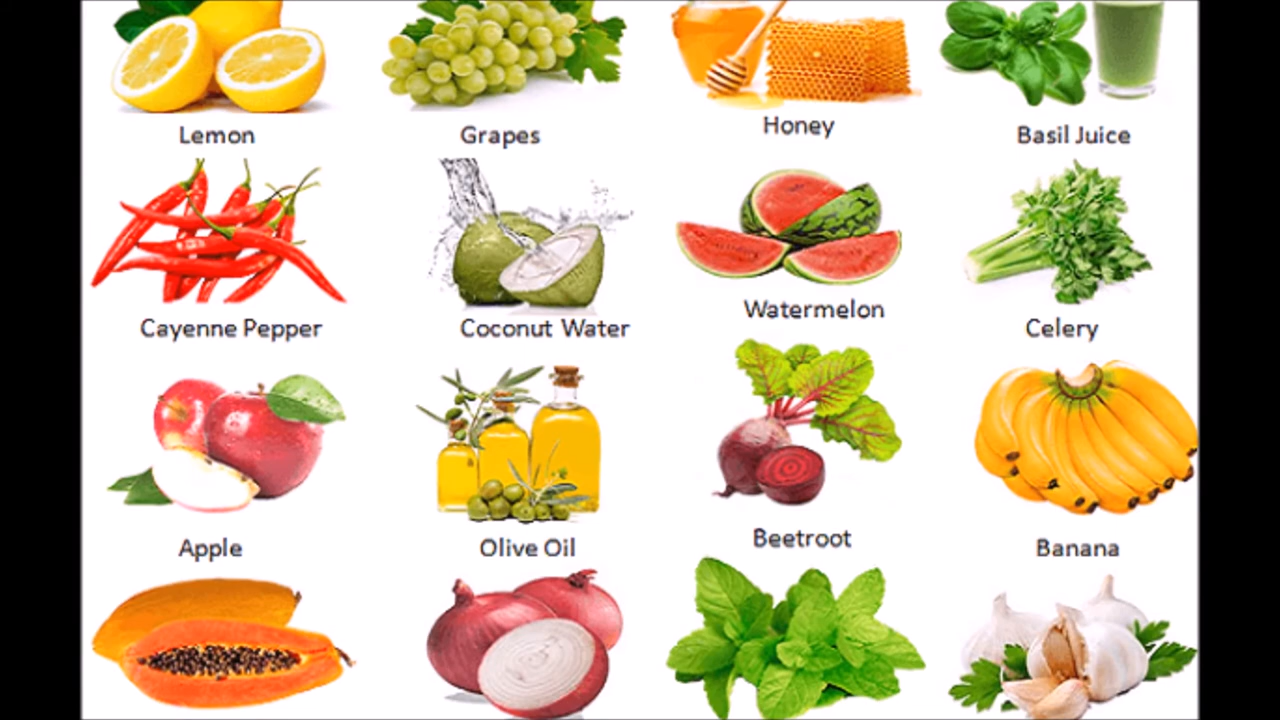 Lemon
Grapes
Honey
Basil Juice
Cayenne Pepper
Coconut Water
Watermelon
Celery
Apple
Olive Oil
Beetroot
Banana